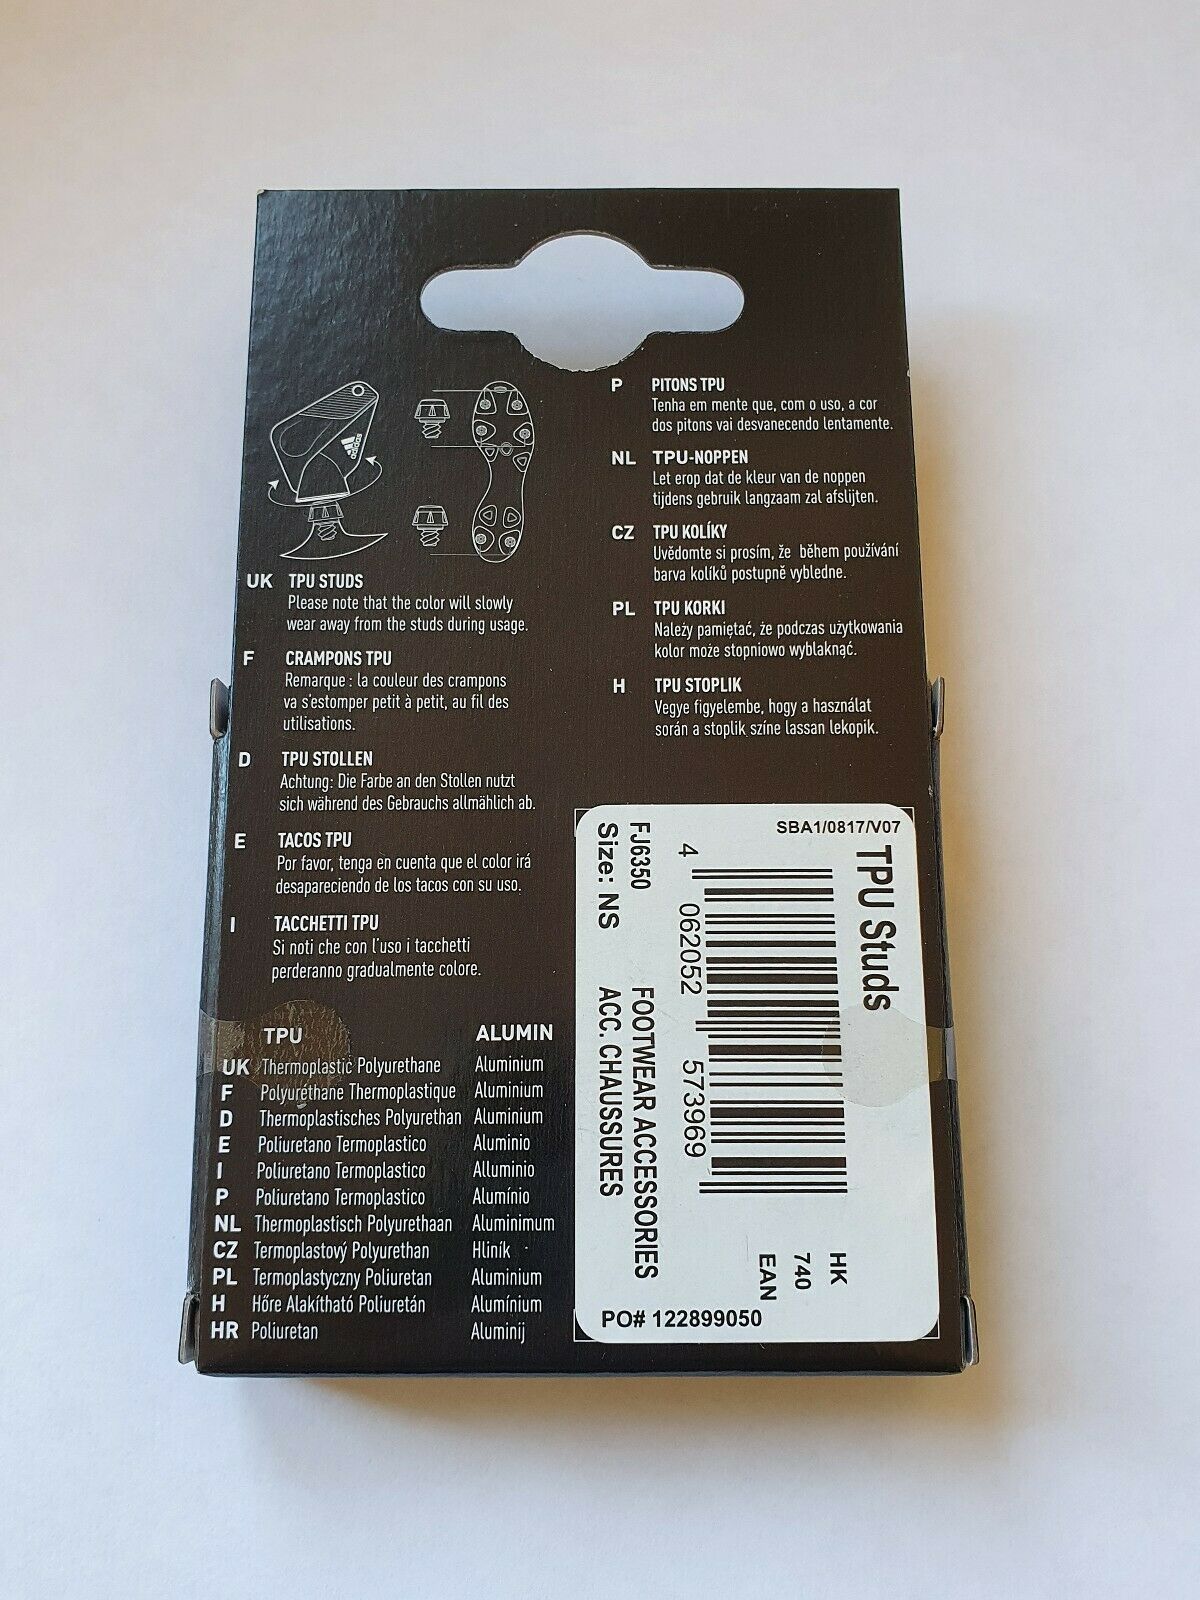 adidas
UK TPU STUDS
Please note that the color will slowly
wear away from the studs during usage.
F CRAMPONS TPU
Remarque : la couleur des crampons
va s'estomper petit à petit, au fil des
utilisations.
D TPU STOLLEN
Achtung: Die Farbe an den Stollen nutzt
sich während des Gebrauchs allmählich ab.
E TACOS TPU
Por favor, tenga en cuenta que el color irá
desapareciendo de los tacos con su uso.
I TACCHETTI TPU
Si noti che con l'uso i tacchetti
perderanno gradualmente colore.
P PITONS TPU
Tenha em mente que, com o uso, a cor
dos pitons vai desvanecendo lentamente.
NL TPU-NOPPEN
Let erop dat de kleur van de noppen
tijdens gebruik langzaam zal afslijten.
CZ TPU KOLÍKY
Uvědomte si prosím, že během používání
barva kolíků postupně vybledne.
PL TPU KORKI
Należy pamiętać, że podczas użytkowania
kolor może stopniowo wyblaknąć.
H TPU STOPLIK
Vegye figyelembe, hogy a használat
során a stoplik színe lassan lekopik.
TPU ALUMIN
UK Thermoplastic Polyurethane Aluminium
F Polyuréthane Thermoplastique Aluminium
D Thermoplastisches Polyurethan Aluminium
E Poliuretano Termoplastico Aluminio
I Poliuretano Termoplastico Alluminio
P Poliuretano Termoplastico Alumínio
NL Thermoplastisch Polyurethaan Aluminimum
CZ Termoplastový Polyurethan Hliník
PL Termoplastyczny Poliuretan Aluminium
H Hőre Alakítható Poliuretán Alumínium
HR Poliuretan Aluminij
SBA1/0817/V07
TPU Studs
4 062052 573969
HK
740
EAN
FJ6350 FOOTWEAR ACCESSORIES
Size: NS ACC. CHAUSSURES
PO# 122899050